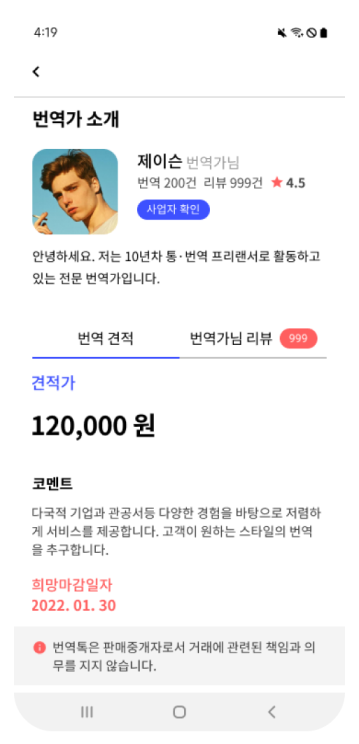 4:19
번역가 소개
제이슨 번역가님
번역 200건 리뷰 999건 ★ 4.5
사업자 확인
안녕하세요. 저는 10년차 통·번역 프리랜서로 활동하고
있는 전문 번역가입니다.
번역 견적 번역가님 리뷰 999
견적가
120,000 원
코멘트
다국적 기업과 관공서등 다양한 경험을 바탕으로 저렴하
게 서비스를 제공합니다. 고객이 원하는 스타일의 번역
을 추구합니다.
희망마감일자
2022. 01. 30
번역톡은 판매중개자로서 거래에 관련된 책임과 의
무를 지지 않습니다.